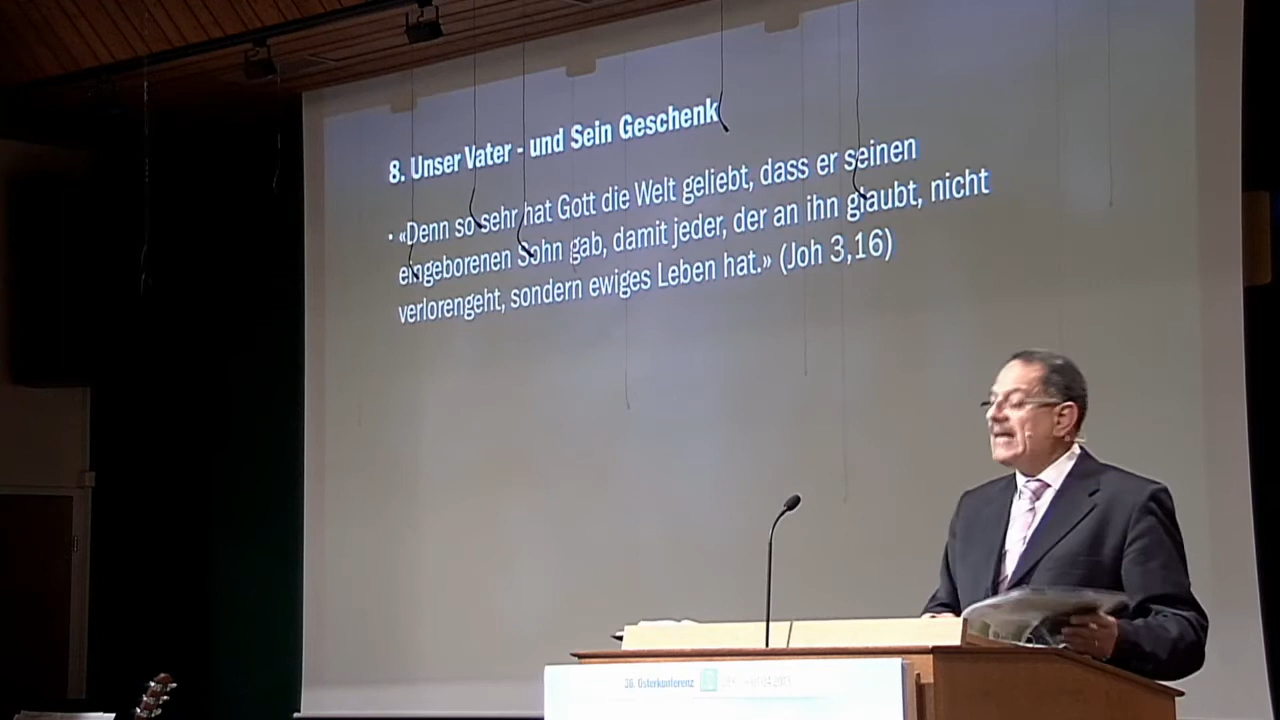 8. Unser Vater - und Sein Geschenk
· «Denn so sehr hat Gott die Welt geliebt, dass er seinen
eingeborenen Sohn gab, damit jeder, der an ihn glaubt, nicht
verlorengeht, sondern ewiges Leben hat.» (Joh 3,16)
36. Osterkonferenz